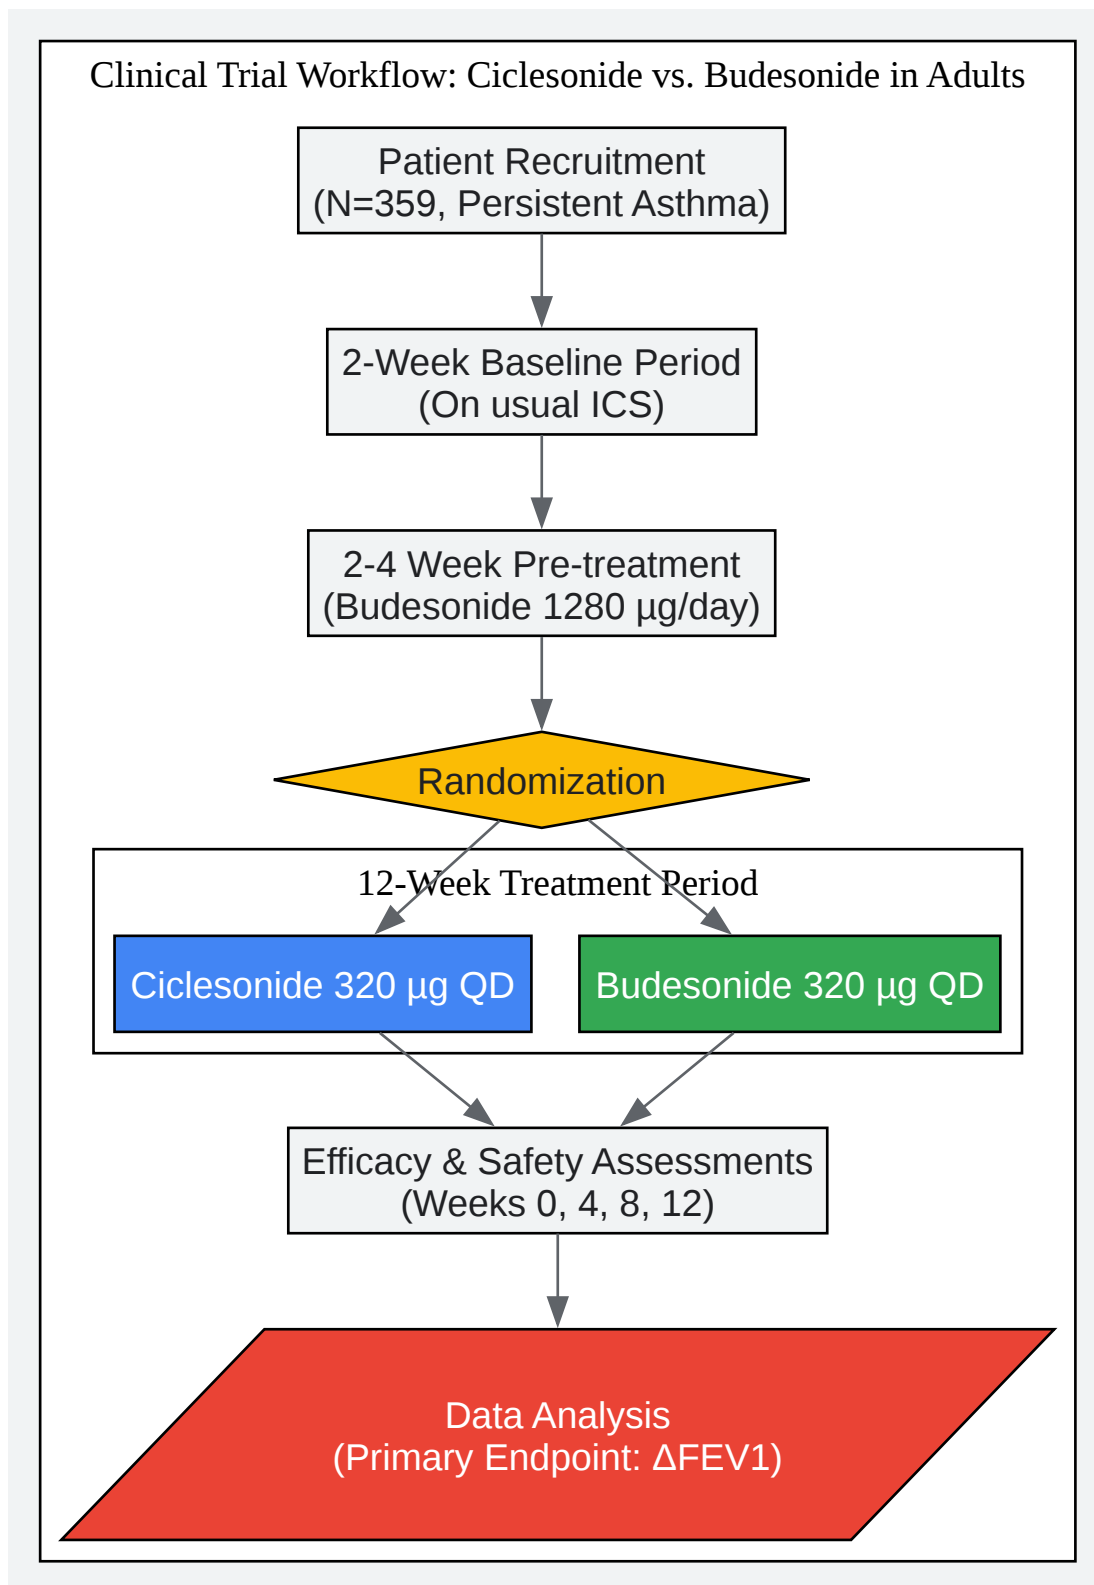 Clinical Trial Workflow: Ciclesonide vs. Budesonide in Adults
Patient Recruitment
(N=359, Persistent Asthma)
2-Week Baseline Period
(On usual ICS)
2-4 Week Pre-treatment
(Budesonide 1280 µg/day)
Randomization
12-Week Treatment Period
Ciclesonide 320 µg QD
Budesonide 320 µg QD
Efficacy & Safety Assessments
(Weeks 0, 4, 8, 12)
Data Analysis
(Primary Endpoint: ΔFEV1)